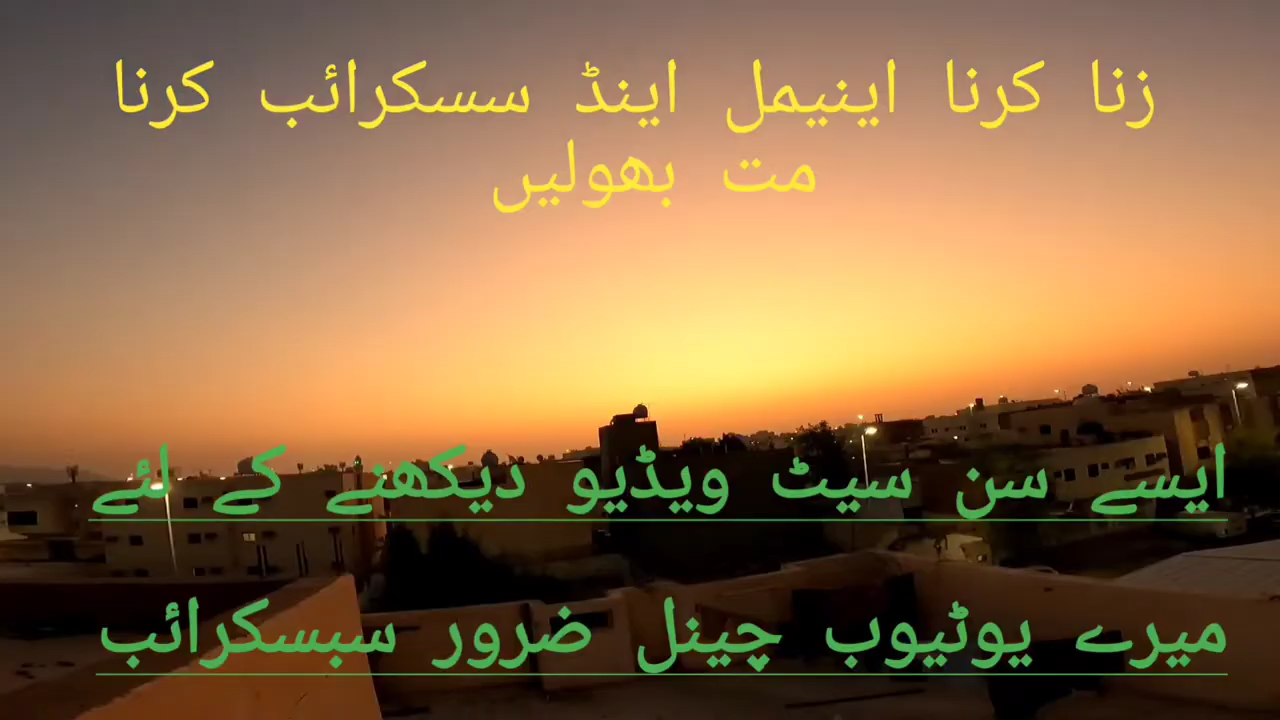 زنا کرنا اینیمل اینڈ سسکرائب کرنا
مت بھولیں
ایسے سن سیٹ ویڈیو دیکھنے کے لئے
میرے یوٹیوب چینل ضرور سبسکرائب